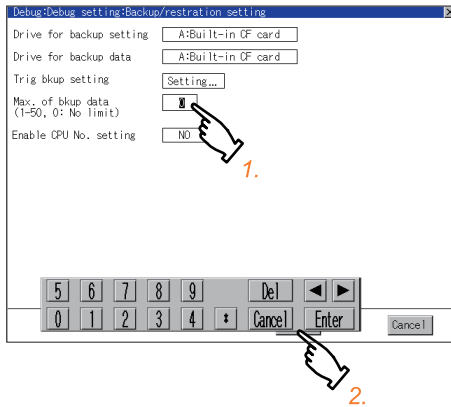 Debug:Debug setting:Backup/restration setting
Drive for backup setting A:Built-in CF card
Drive for backup data A:Built-in CF card
Trig bkup setting Setting...
Max. of bkup data 0
(1-50, 0: No limit)
Enable CPU No. setting NO
1.
5 6 7 8 9 Del ◀ ▶
0 1 2 3 4 Cancel Enter
Cancel
2.